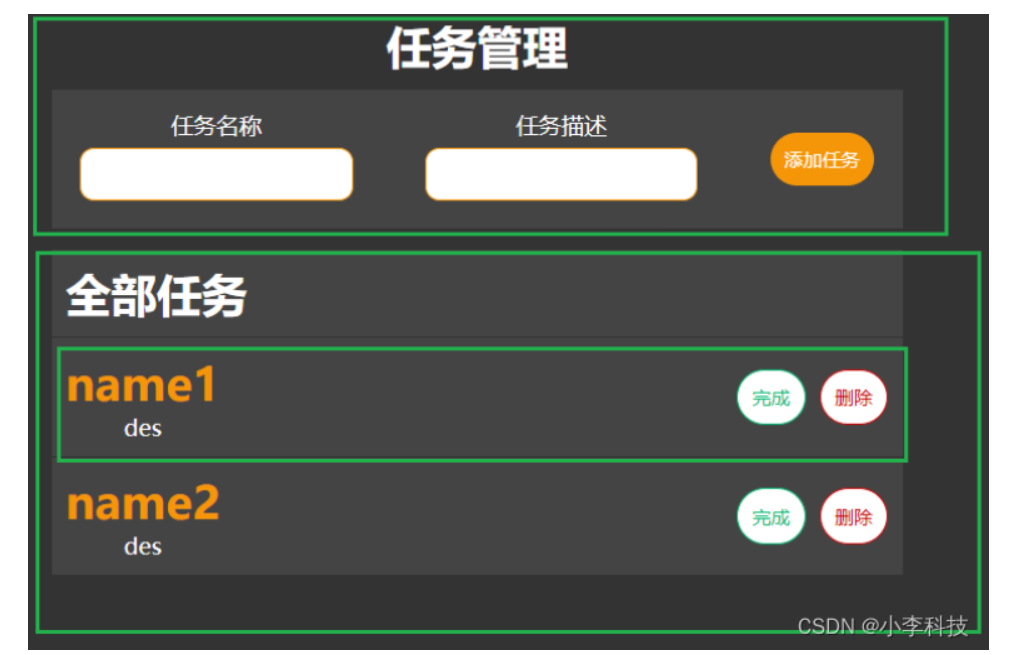 任务管理
任务名称 任务描述
添加任务
全部任务
name1
des
完成 删除
name2
des
完成 删除
CSDN @小李科技